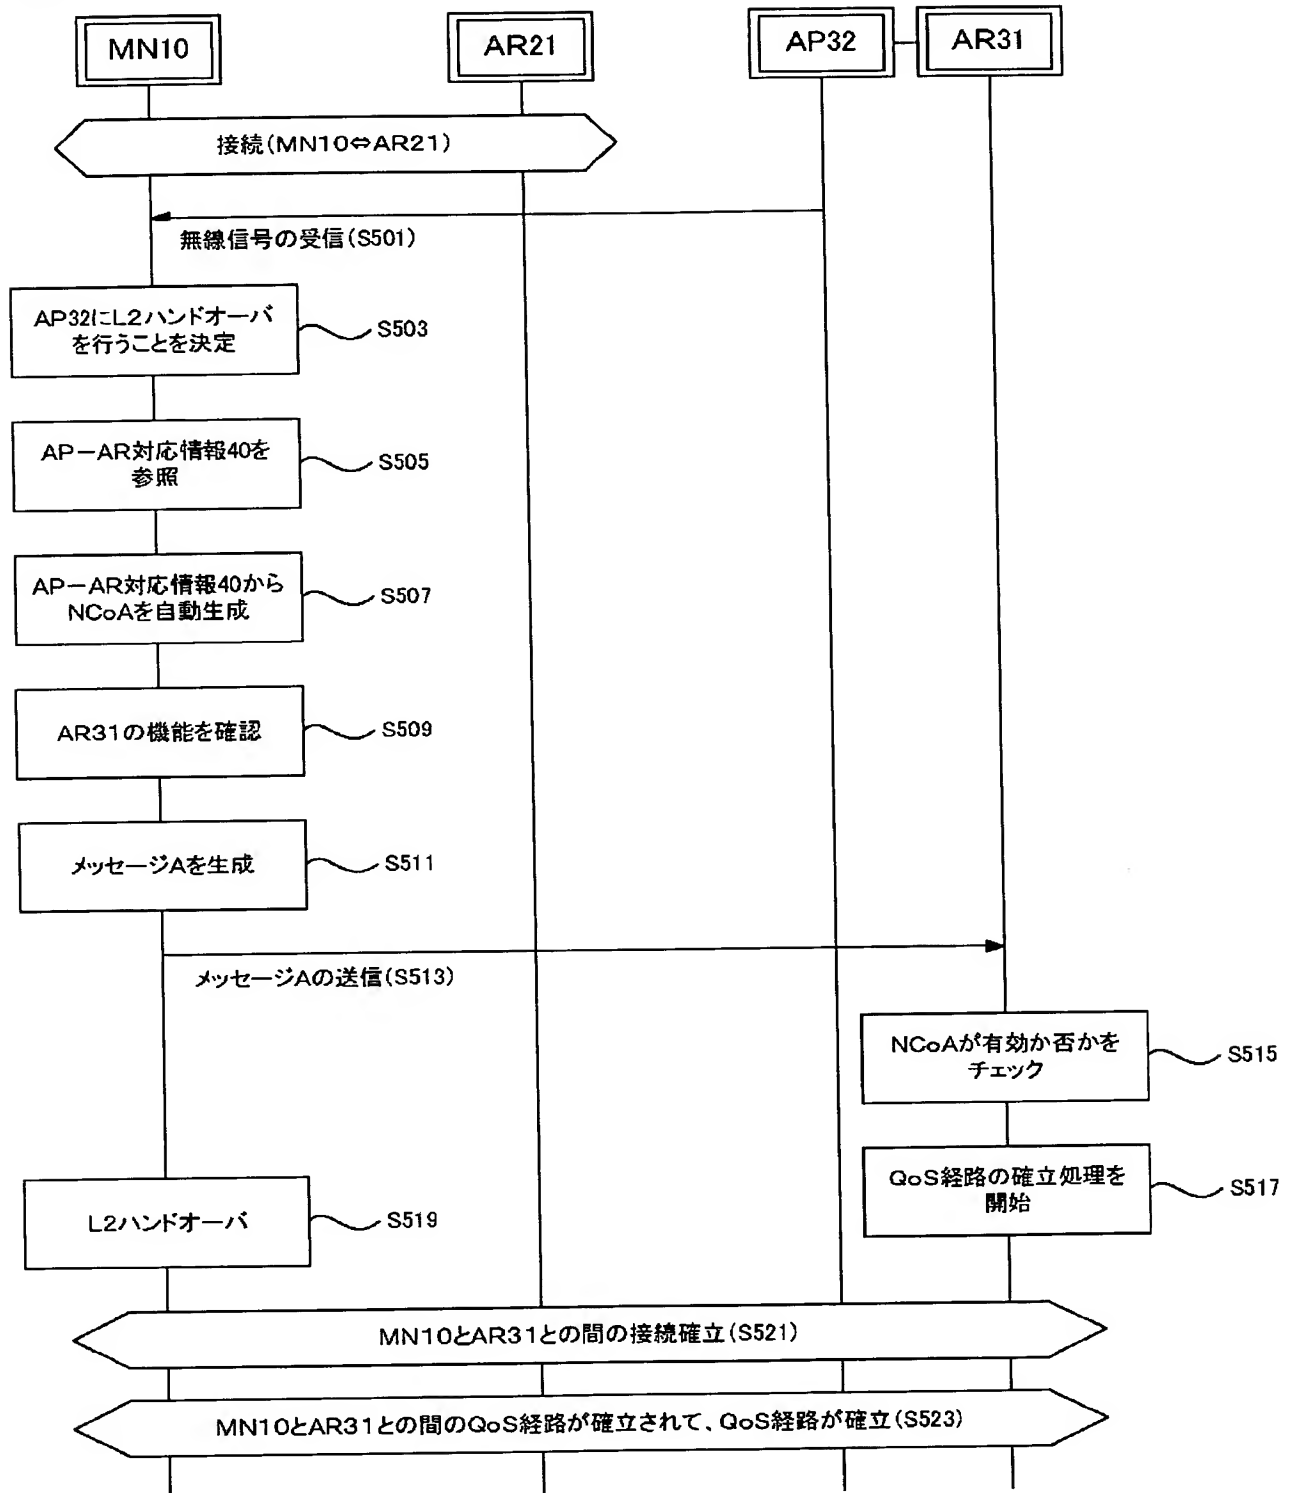 MN10
AR21
AP32
AR31
接続(MN10⇔AR21)
無線信号の受信(S501)
AP32にL2ハンドオーバ
を行うことを決定
S503
AP－AR対応情報40を
参照
S505
AP－AR対応情報40から
NCoAを自動生成
S507
AR31の機能を確認
S509
メッセージAを生成
S511
メッセージAの送信(S513)
NCoAが有効か否かを
チェック
S515
QoS経路の確立処理を
開始
S517
L2ハンドオーバ
S519
MN10とAR31との間の接続確立(S521)
MN10とAR31との間のQoS経路が確立されて、QoS経路が確立(S523)